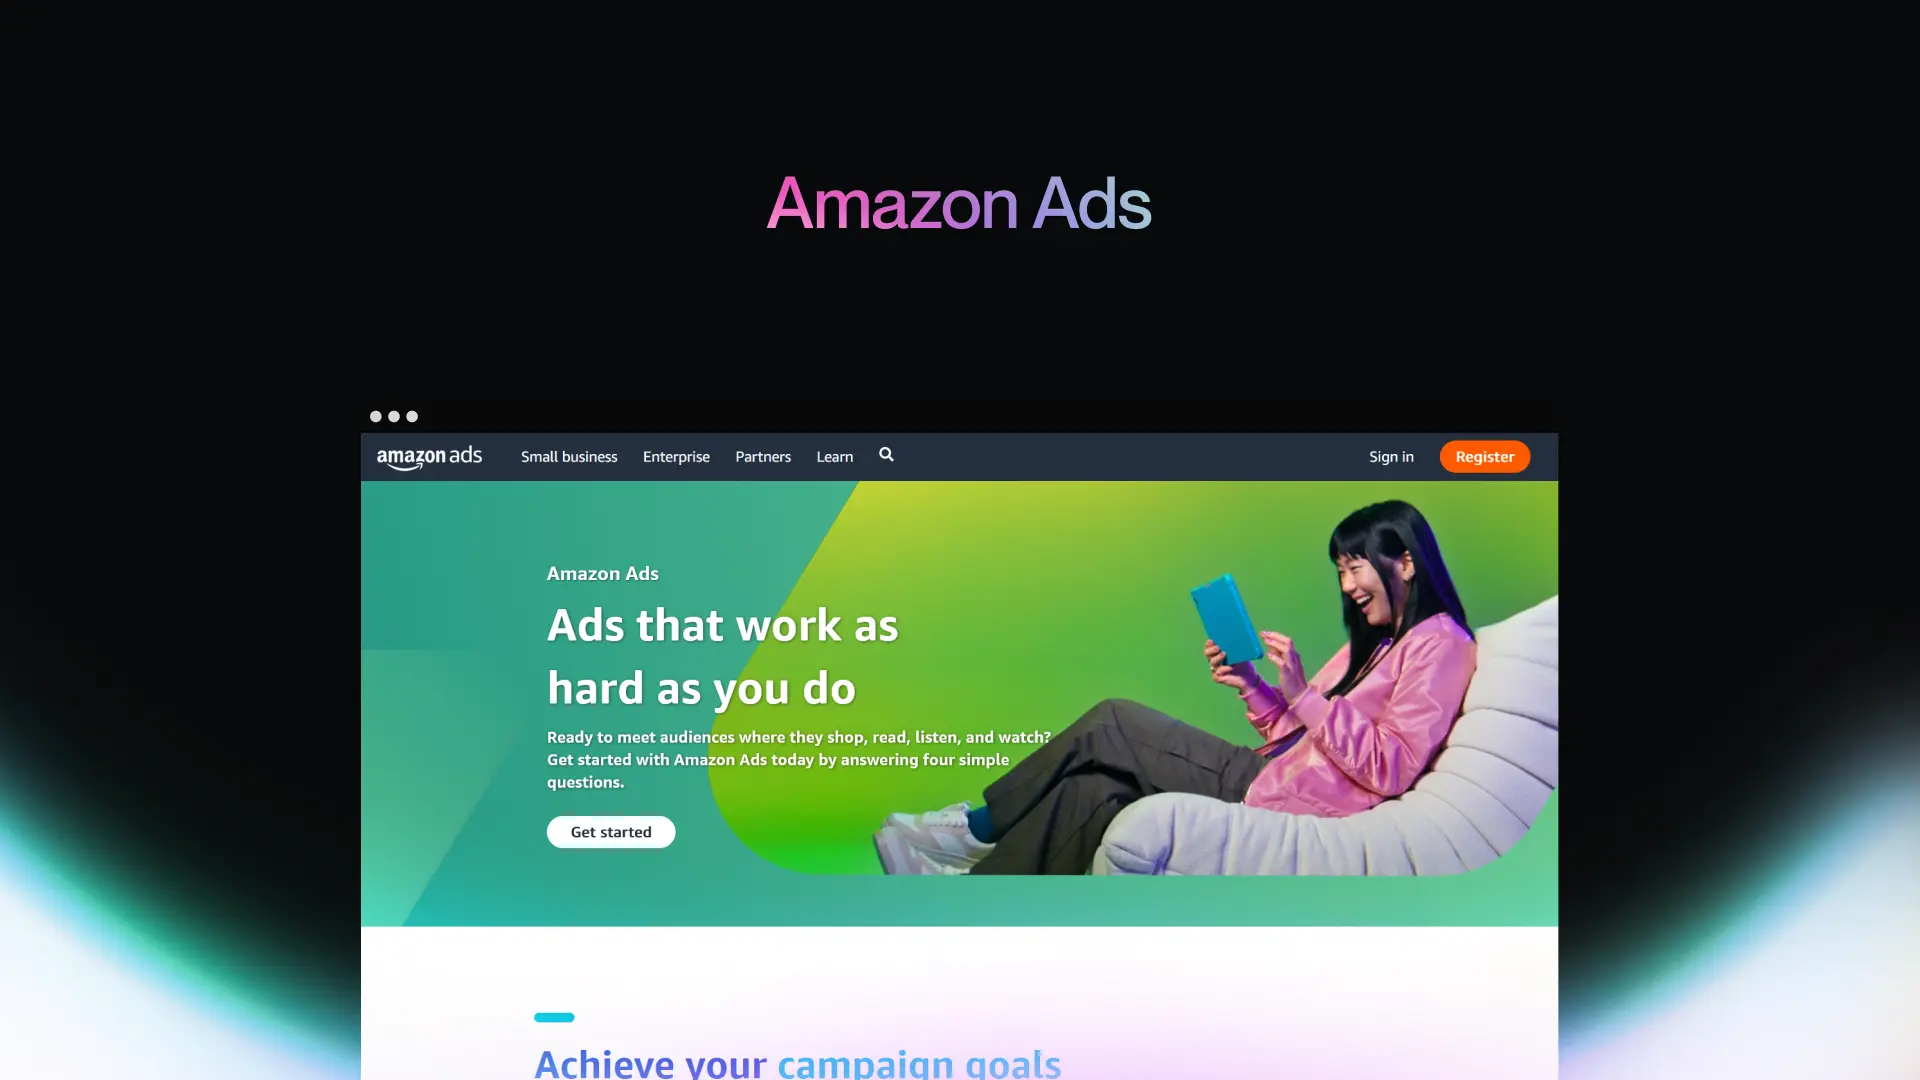 Amazon Ads
amazon ads Small business Enterprise Partners Learn Sign in Register
Amazon Ads
Ads that work as
hard as you do
Ready to meet audiences where they shop, read, listen, and watch?
Get started with Amazon Ads today by answering four simple
questions.
Get started
Achieve your campaign goals